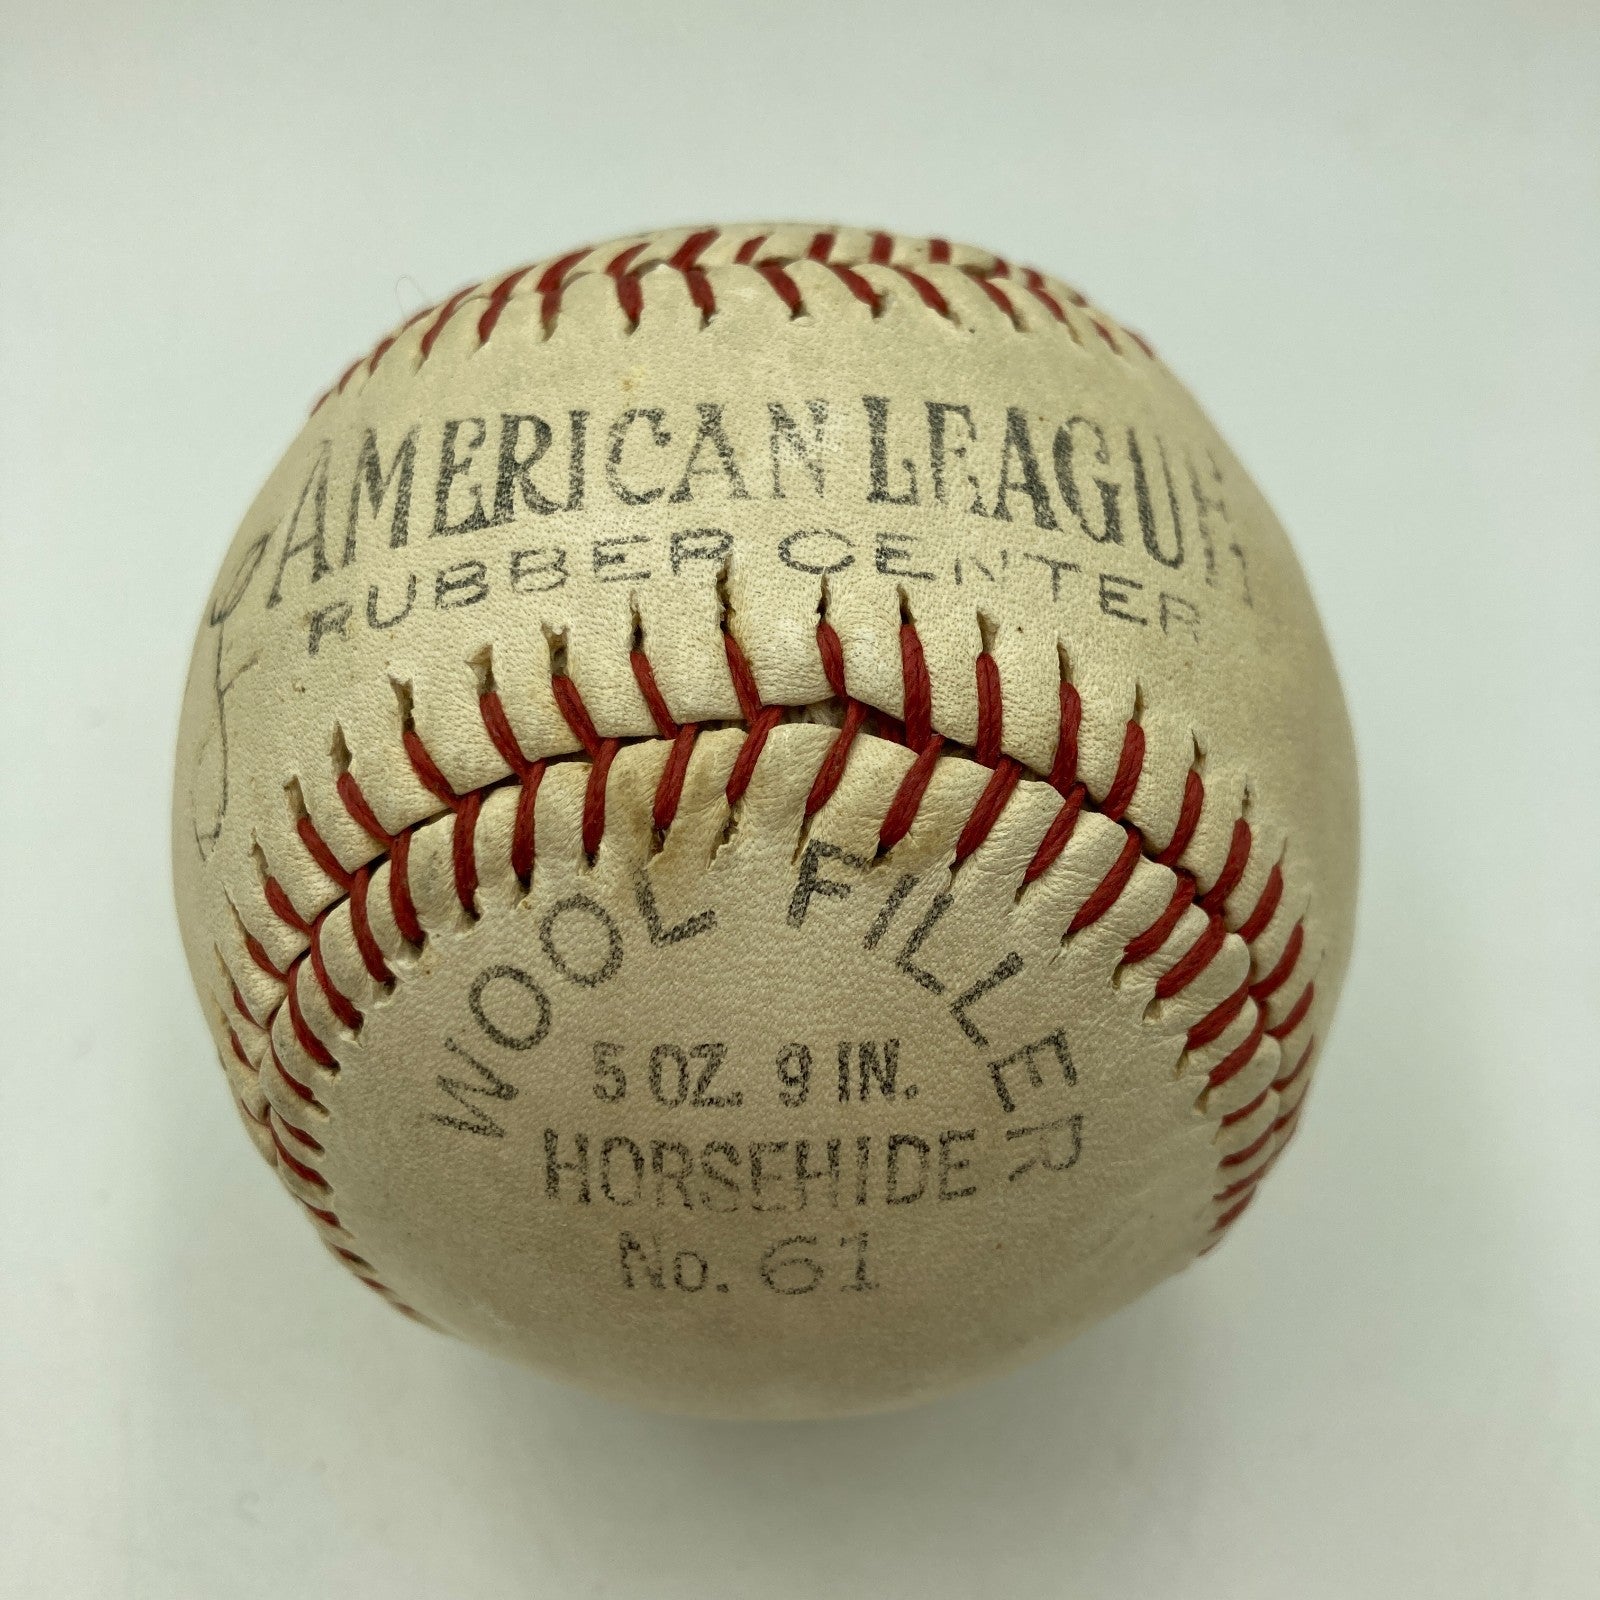 AMERICAN LEAGUE
RUBBER CENTER
WOOL FILLER
5 OZ. 9 IN.
HORSEHIDE
No. 61